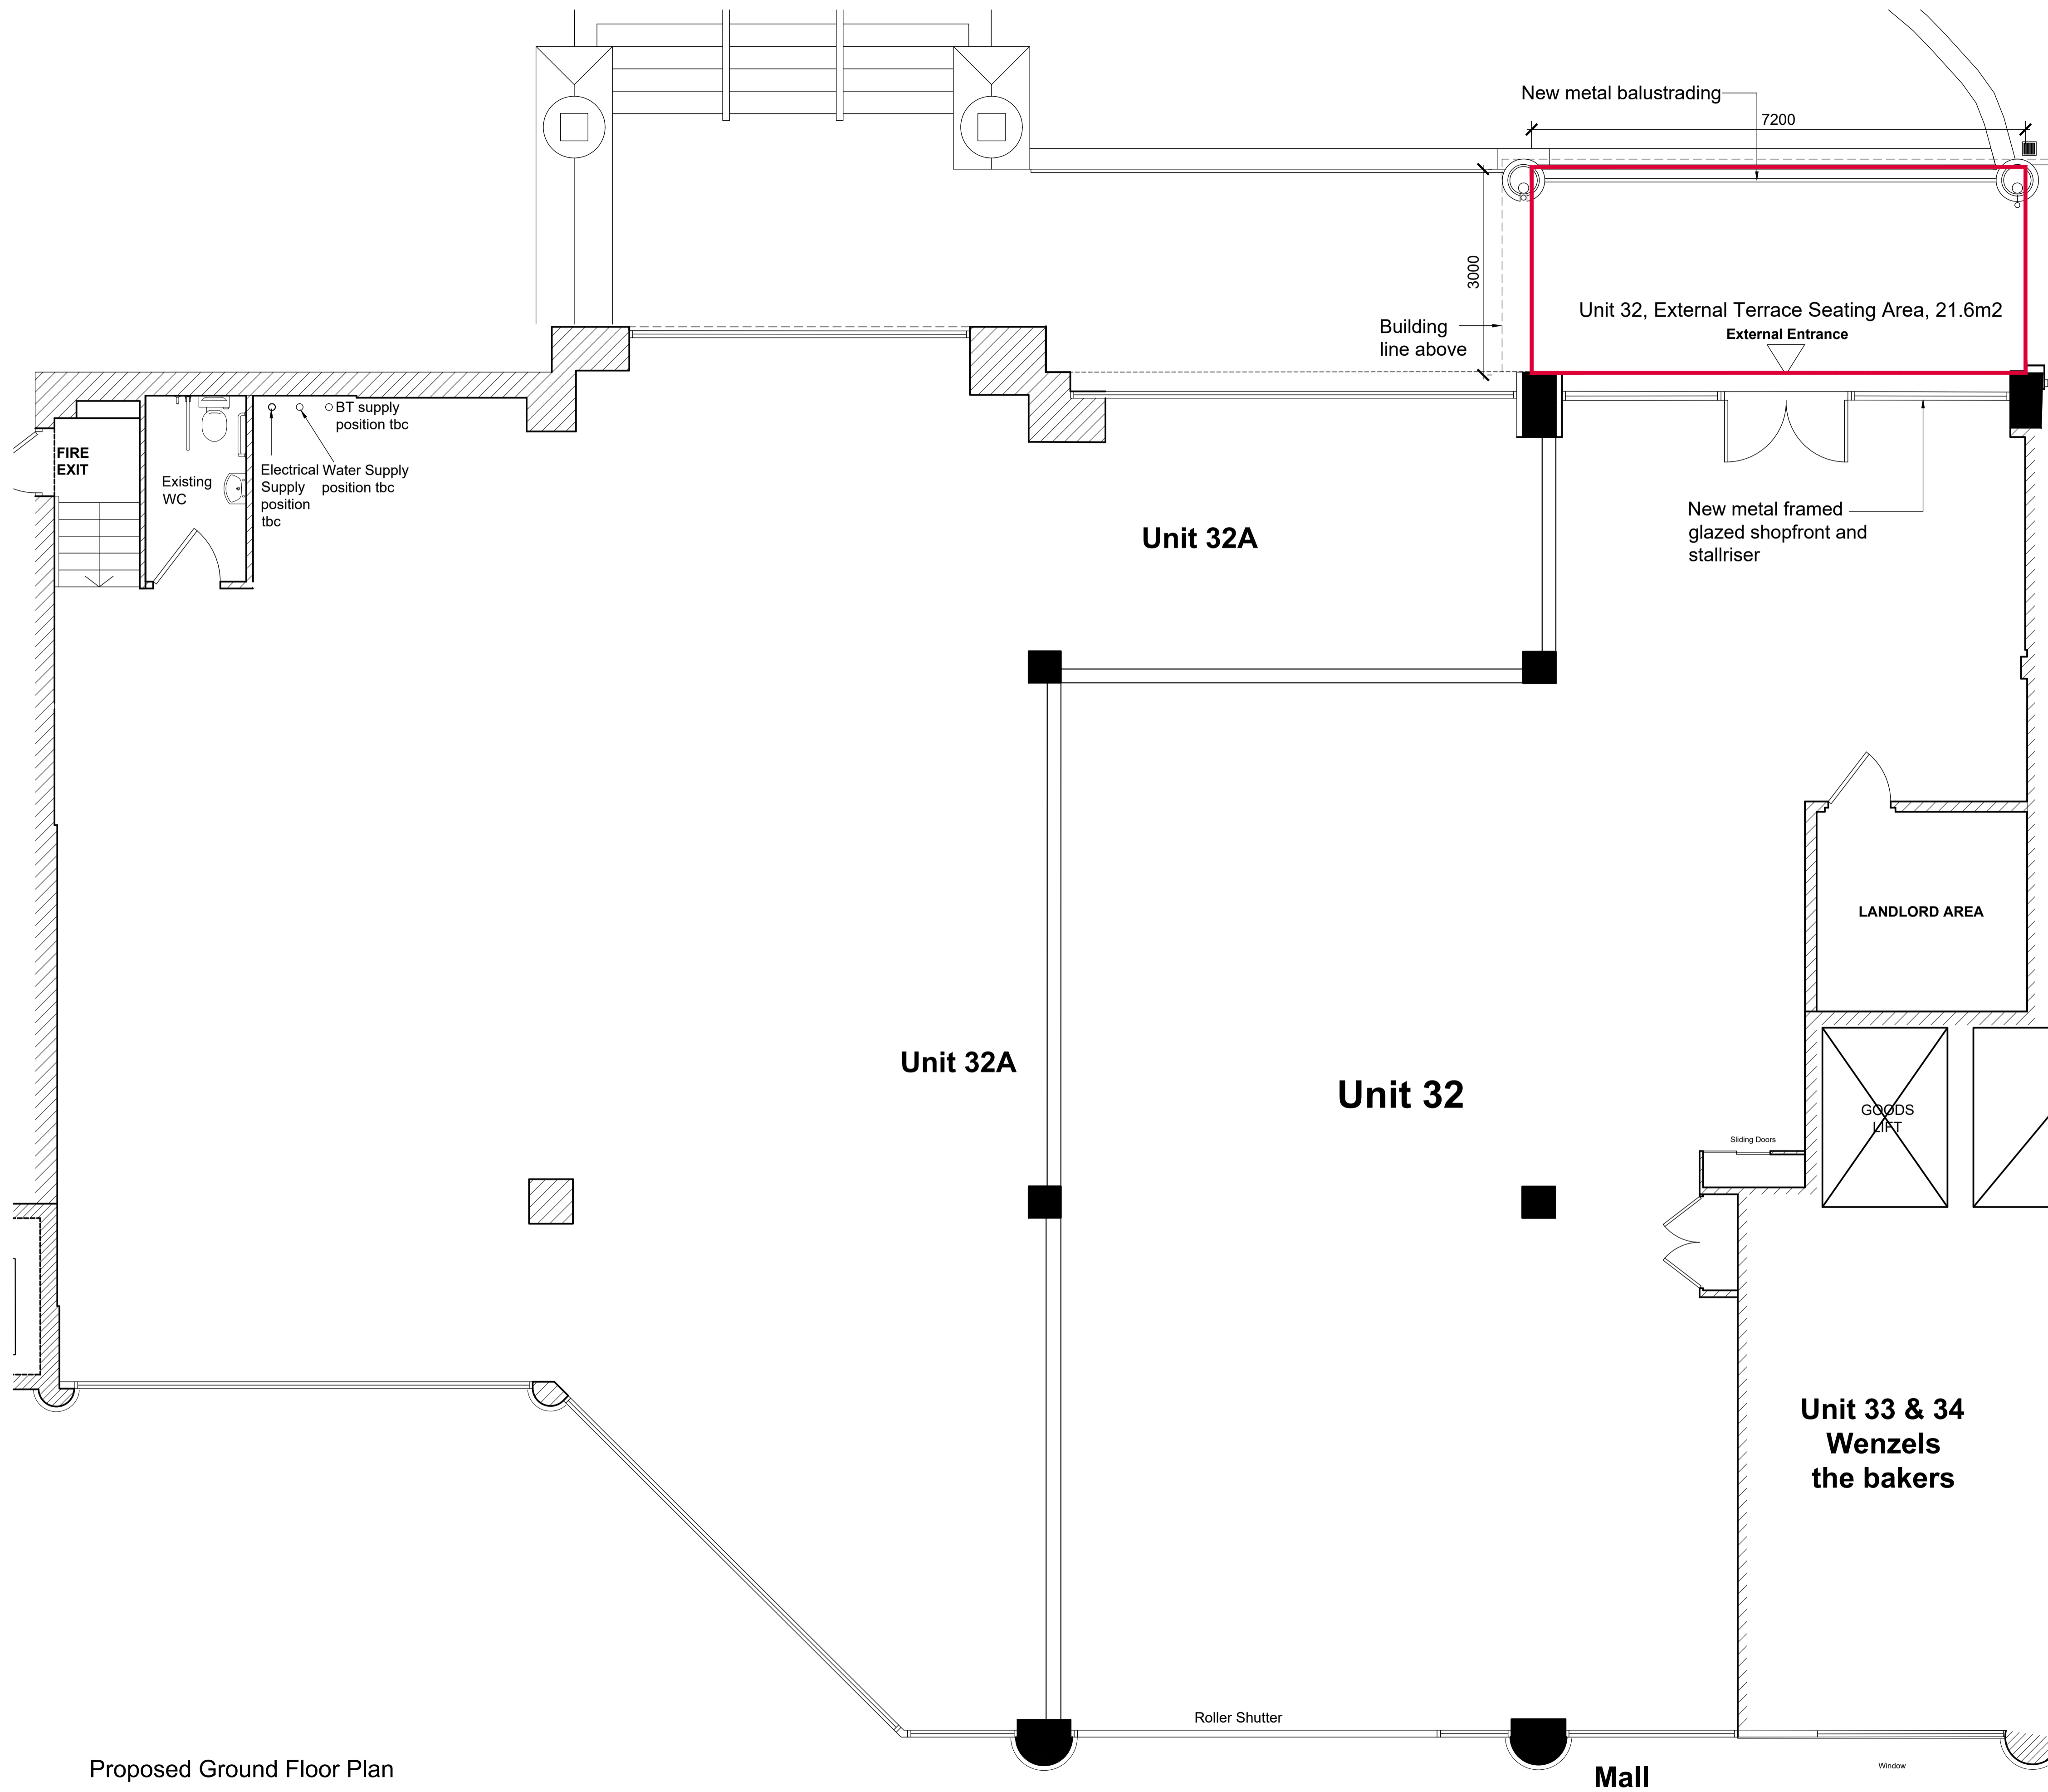 New metal balustrading
7200
3000
Unit 32, External Terrace Seating Area, 21.6m2
External Entrance
Building
line above
BT supply
position tbc
FIRE
EXIT
Existing
WC
Electrical
Supply
position
tbc
Water Supply
position tbc
Unit 32A
New metal framed
glazed shopfront and
stallriser
LANDLORD AREA
Unit 32A
Unit 32
GOODS
LIFT
Sliding Doors
Unit 33 & 34
Wenzels
the bakers
Roller Shutter
Proposed Ground Floor Plan
Mall
Window